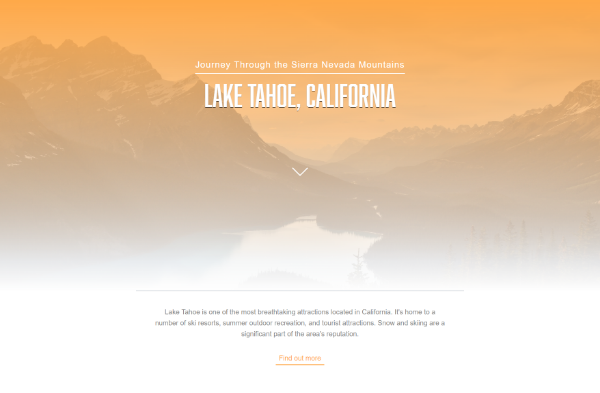 Journey Through the Sierra Nevada Mountains
LAKE TAHOE, CALIFORNIA
Lake Tahoe is one of the most breathtaking attractions located in California. It's home to a
number of ski resorts, summer outdoor recreation, and tourist attractions. Snow and skiing are a
significant part of the area's reputation.
Find out more